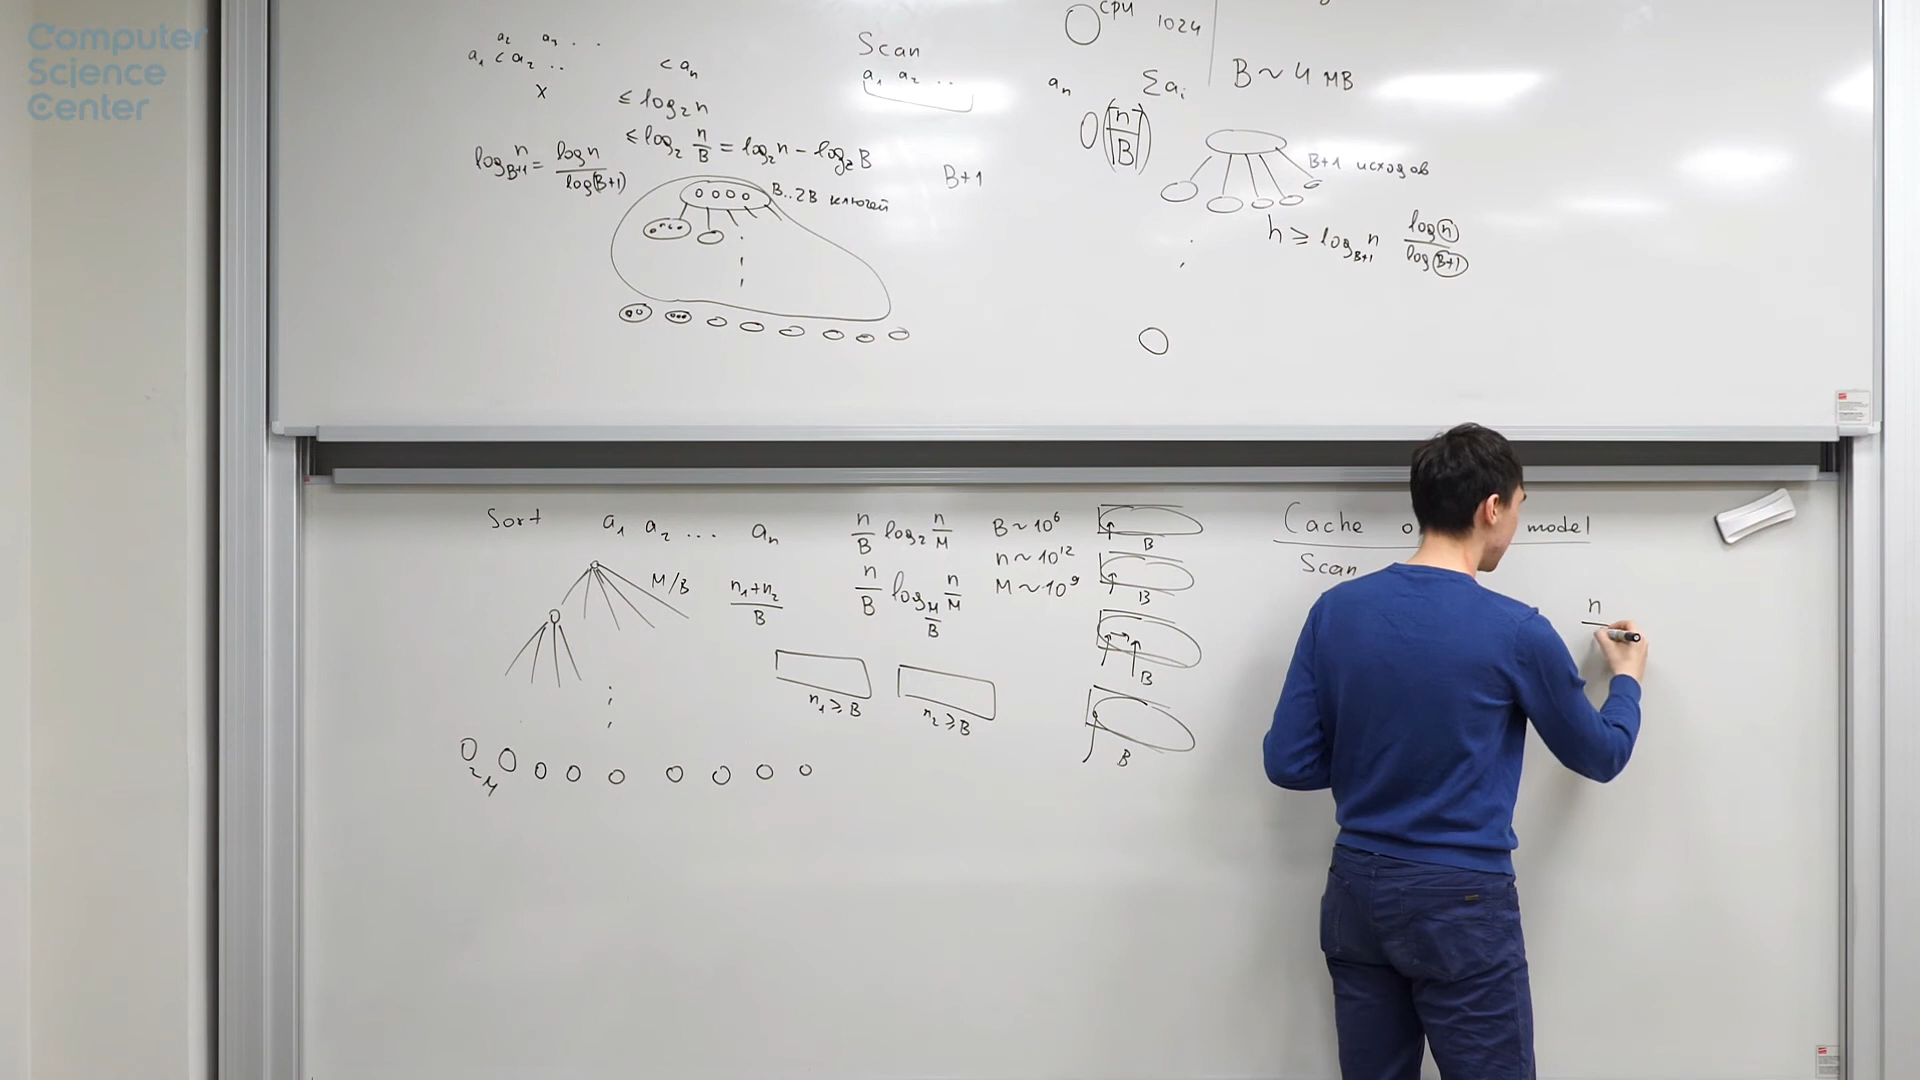 Computer
Science
Center
a₂ a₃ . . .
a₁ < a₂ .. < aₙ
x
≤ log₂ n
≤ log₂ n/B = log₂ n − log₂ B
log_{B+1} n = log n / log(B+1)
B+1
B..2B ключей
Scan
a₁ a₂ .. aₙ
Σaᵢ
O(⌈n/B⌉)
CPU 1024
B ~ 4 MB
B+1 исходов
h ≥ log_{B+1} n
log n / log(B+1)
Sort a₁ a₂ ... aₙ
M/B
(n₁+n₂)/B
n/B log₂ n/M
n/B log_{M/B} n/M
B ~ 10⁶
n ~ 10¹²
M ~ 10⁹
n₁ ≥ B
n₂ ≥ B
B
B
B
B
Cache o model
Scan
n